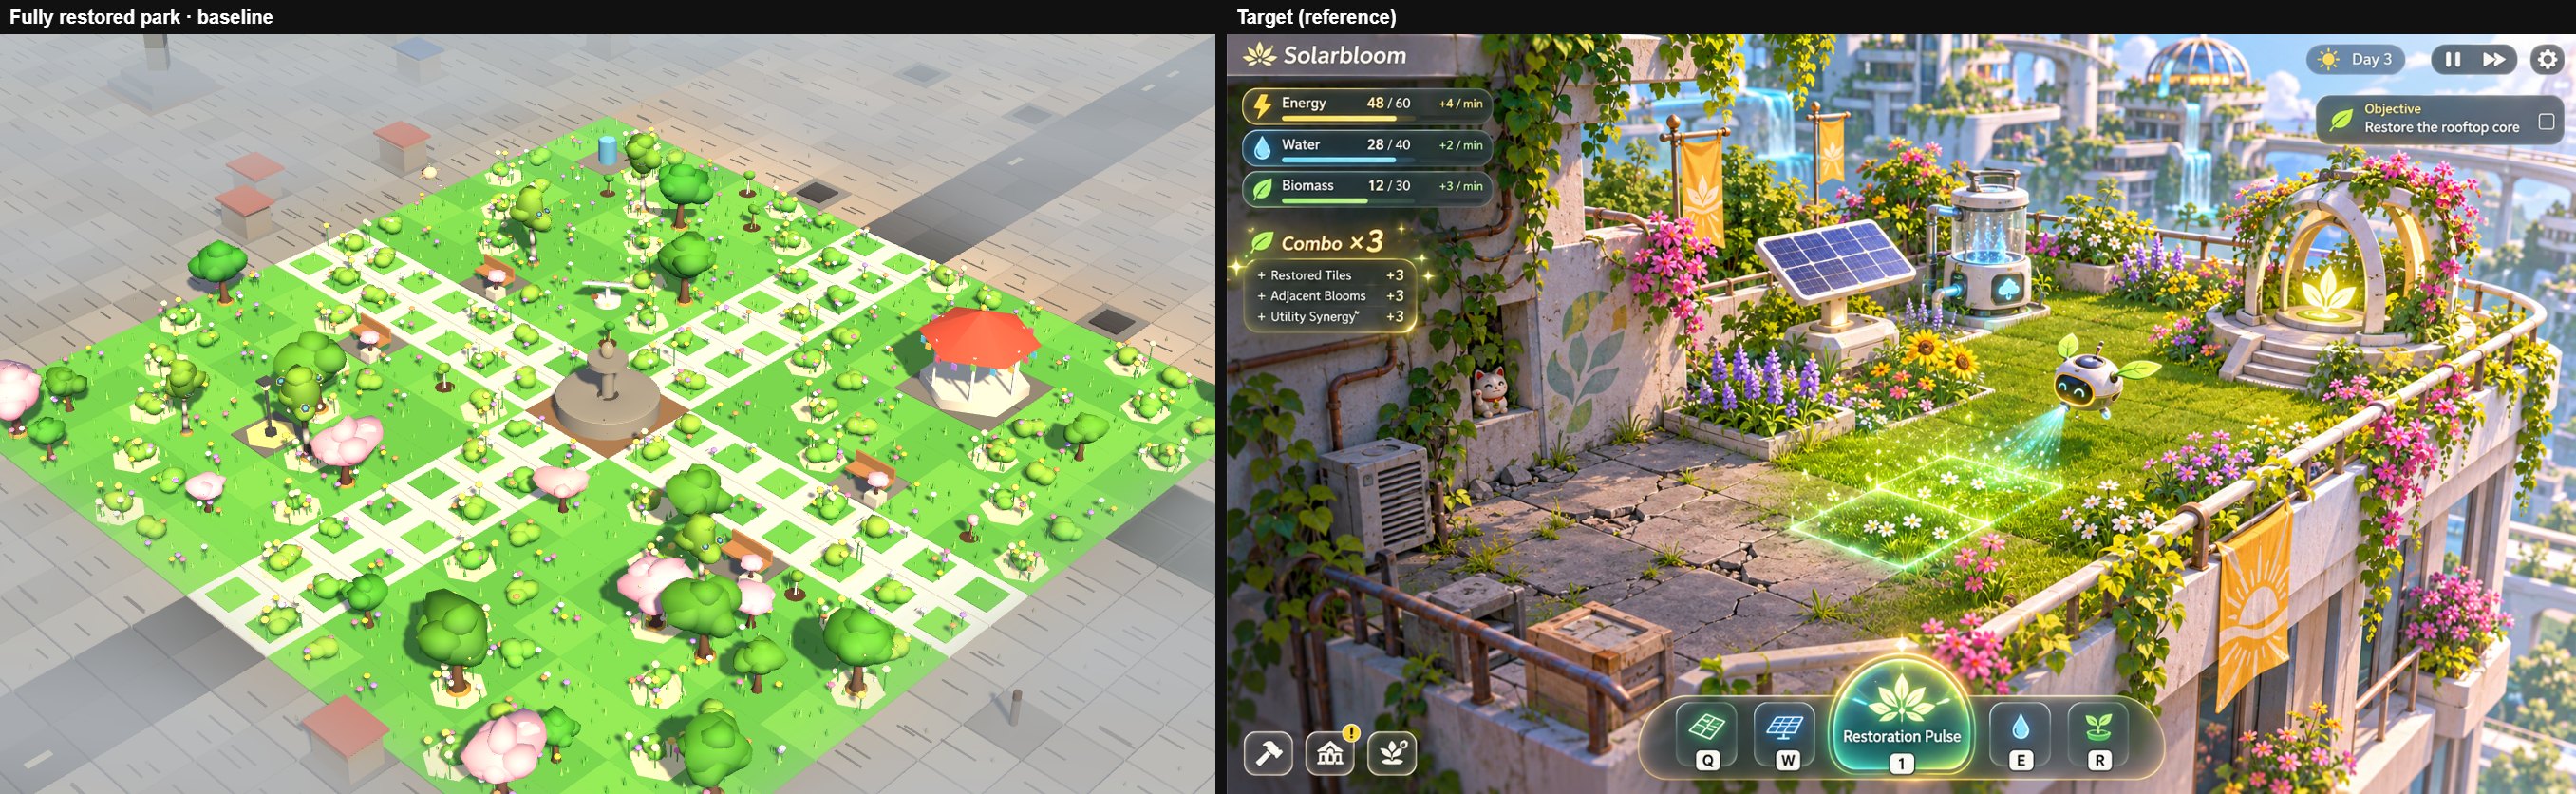 Fully restored park · baseline
Target (reference)
Solarbloom
Day 3
Energy 48 / 60 +4 / min
Water 28 / 40 +2 / min
Biomass 12 / 30 +3 / min
Objective
Restore the rooftop core
Combo ×3
+ Restored Tiles +3
+ Adjacent Blooms +3
+ Utility Synergy +3
Restoration Pulse
Q W 1 E R
!